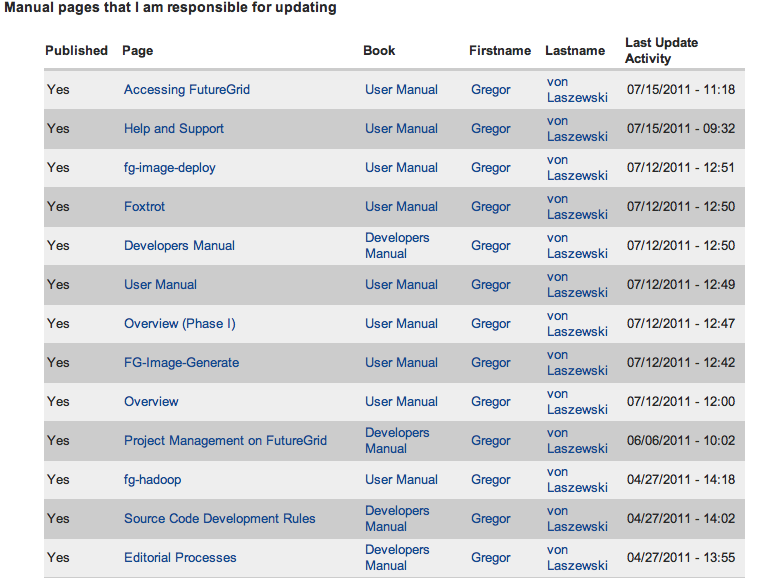 Manual pages that I am responsible for updating
Published Page Book Firstname Lastname Last Update Activity
Yes Accessing FutureGrid User Manual Gregor von Laszewski 07/15/2011 - 11:18
Yes Help and Support User Manual Gregor von Laszewski 07/15/2011 - 09:32
Yes fg-image-deploy User Manual Gregor von Laszewski 07/12/2011 - 12:51
Yes Foxtrot User Manual Gregor von Laszewski 07/12/2011 - 12:50
Yes Developers Manual Developers Manual Gregor von Laszewski 07/12/2011 - 12:50
Yes User Manual User Manual Gregor von Laszewski 07/12/2011 - 12:49
Yes Overview (Phase I) User Manual Gregor von Laszewski 07/12/2011 - 12:47
Yes FG-Image-Generate User Manual Gregor von Laszewski 07/12/2011 - 12:42
Yes Overview User Manual Gregor von Laszewski 07/12/2011 - 12:00
Yes Project Management on FutureGrid Developers Manual Gregor von Laszewski 06/06/2011 - 10:02
Yes fg-hadoop User Manual Gregor von Laszewski 04/27/2011 - 14:18
Yes Source Code Development Rules Developers Manual Gregor von Laszewski 04/27/2011 - 14:02
Yes Editorial Processes Developers Manual Gregor von Laszewski 04/27/2011 - 13:55